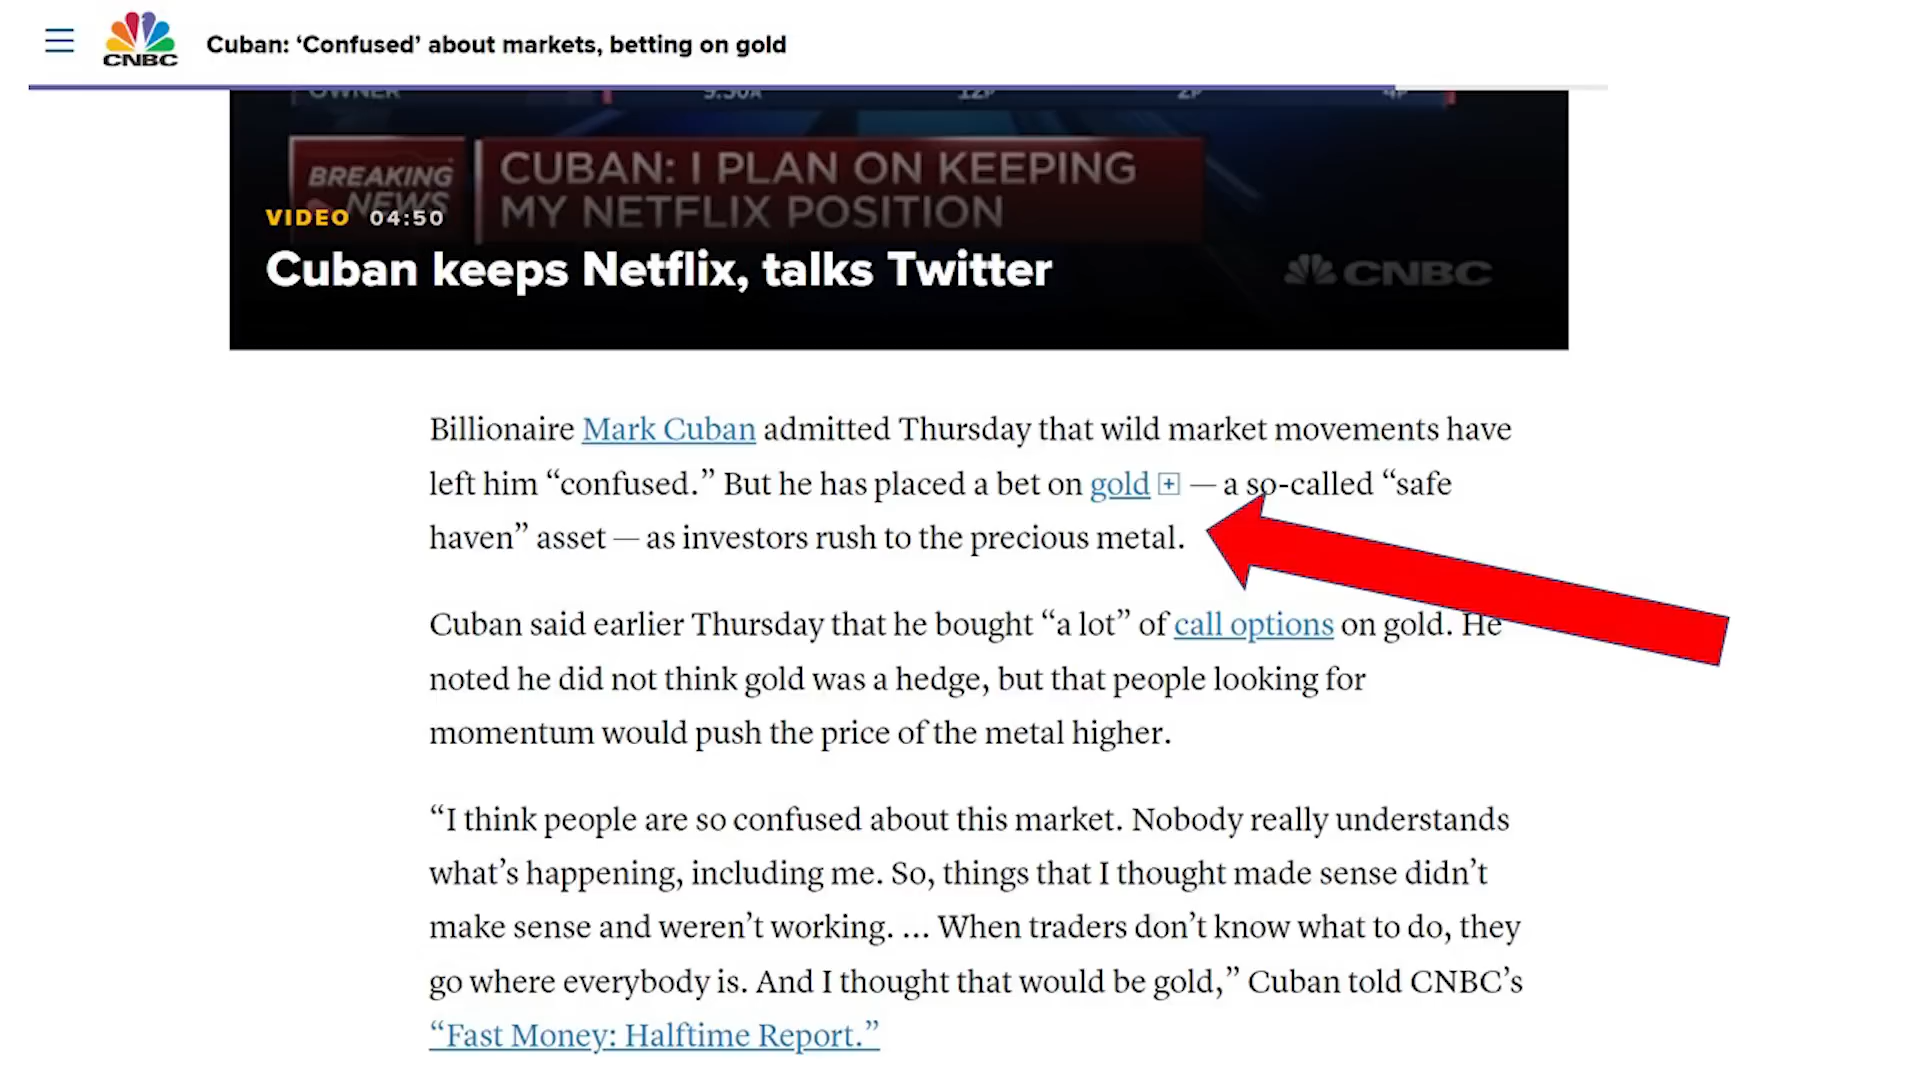 CNBC
Cuban: ‘Confused’ about markets, betting on gold
OWNER 9:30A 12P 2P 4P
BREAKING NEWS
CUBAN: I PLAN ON KEEPING
MY NETFLIX POSITION
VIDEO 04:50
Cuban keeps Netflix, talks Twitter
CNBC
Billionaire Mark Cuban admitted Thursday that wild market movements have
left him “confused.” But he has placed a bet on gold — a so-called “safe
haven” asset — as investors rush to the precious metal.
Cuban said earlier Thursday that he bought “a lot” of call options on gold. He
noted he did not think gold was a hedge, but that people looking for
momentum would push the price of the metal higher.
“I think people are so confused about this market. Nobody really understands
what’s happening, including me. So, things that I thought made sense didn’t
make sense and weren’t working. … When traders don’t know what to do, they
go where everybody is. And I thought that would be gold,” Cuban told CNBC’s
“Fast Money: Halftime Report.”